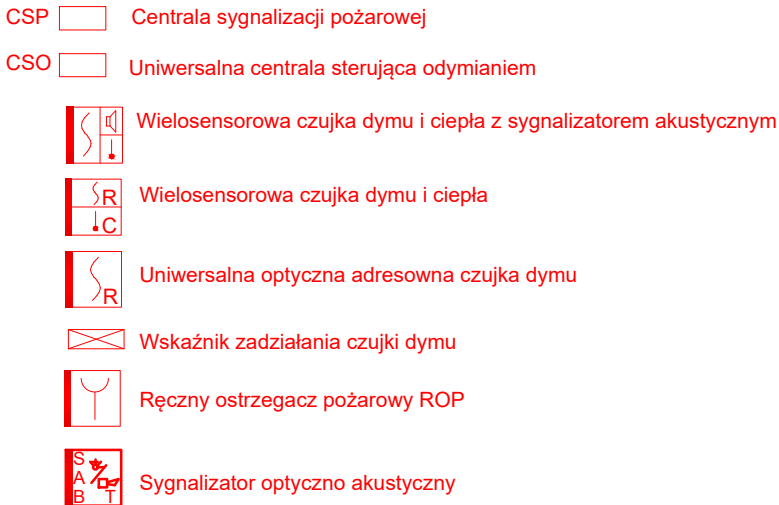 CSP Centrala sygnalizacji pożarowej
CSO Uniwersalna centrala sterująca odymianiem
Wielosensorowa czujka dymu i ciepła z sygnalizatorem akustycznym
R Wielosensorowa czujka dymu i ciepła
C
Uniwersalna optyczna adresowna czujka dymu
R
Wskaźnik zadziałania czujki dymu
Ręczny ostrzegacz pożarowy ROP
S
A Sygnalizator optyczno akustyczny
B T